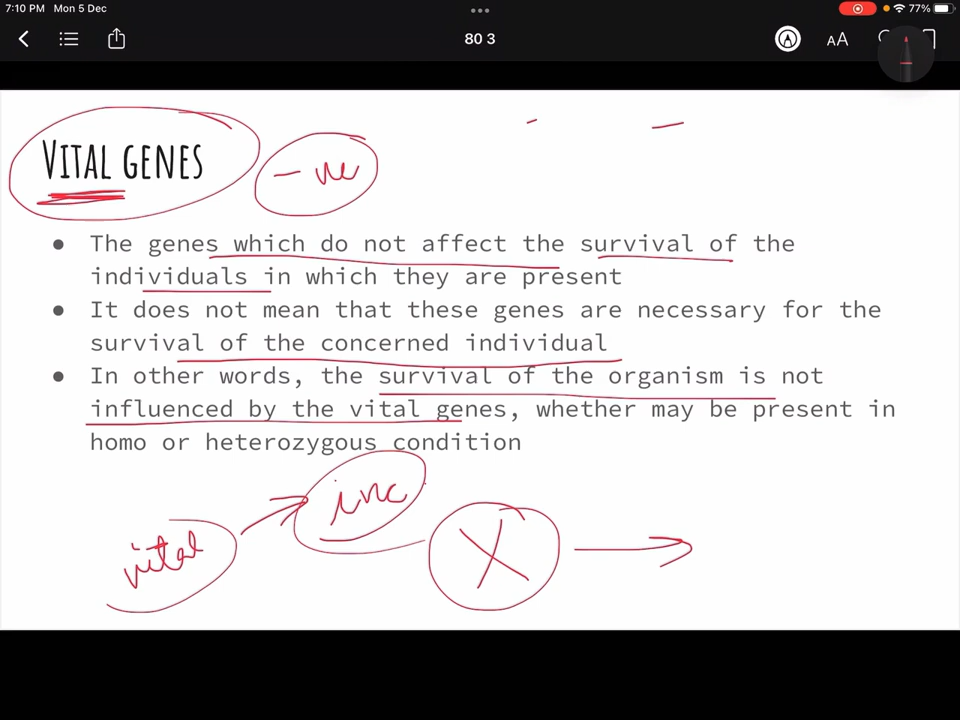 7:10 PM Mon 5 Dec
77%
80 3
AA
VITAL GENES
-ve
● The genes which do not affect the survival of the
individuals in which they are present
● It does not mean that these genes are necessary for the
survival of the concerned individual
● In other words, the survival of the organism is not
influenced by the vital genes, whether may be present in
homo or heterozygous condition
inc
vital
X